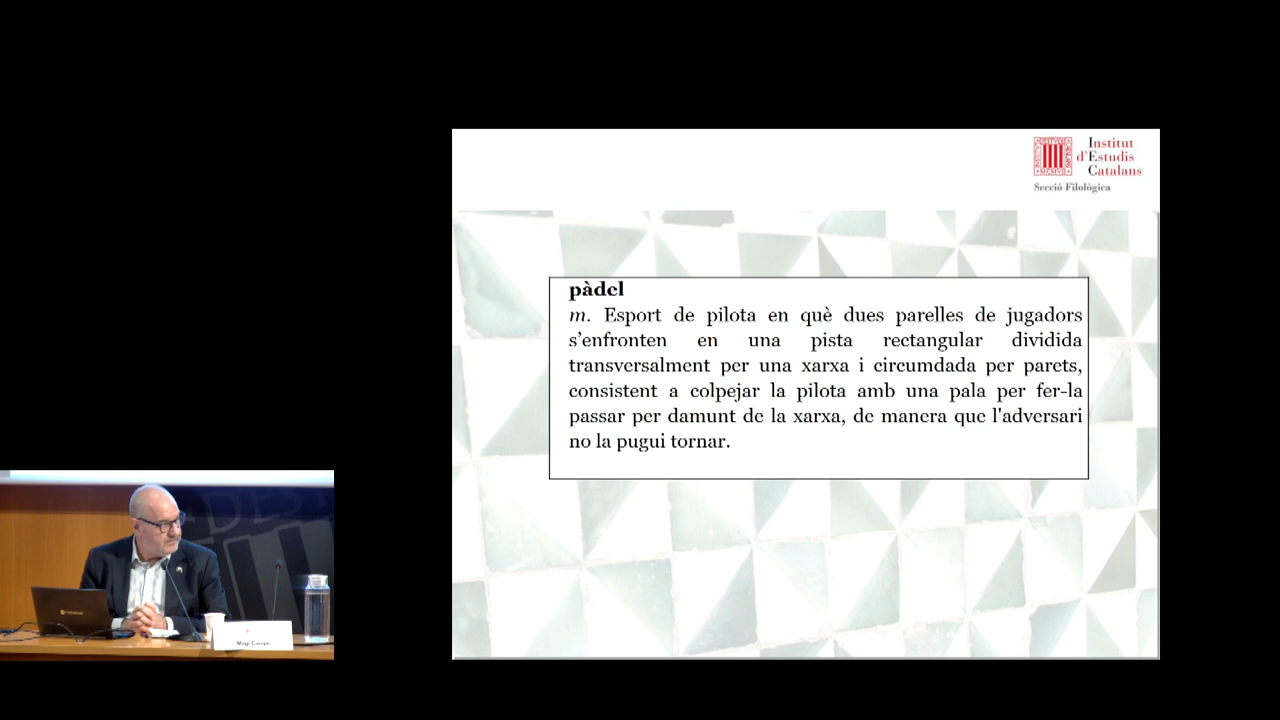 Institut
d'Estudis
Catalans
Secció Filològica
pàdel
m. Esport de pilota en què dues parelles de jugadors
s'enfronten en una pista rectangular dividida
transversalment per una xarxa i circumdada per parets,
consistent a colpejar la pilota amb una pala per fer-la
passar per damunt de la xarxa, de manera que l'adversari
no la pugui tornar.
Magí Camps